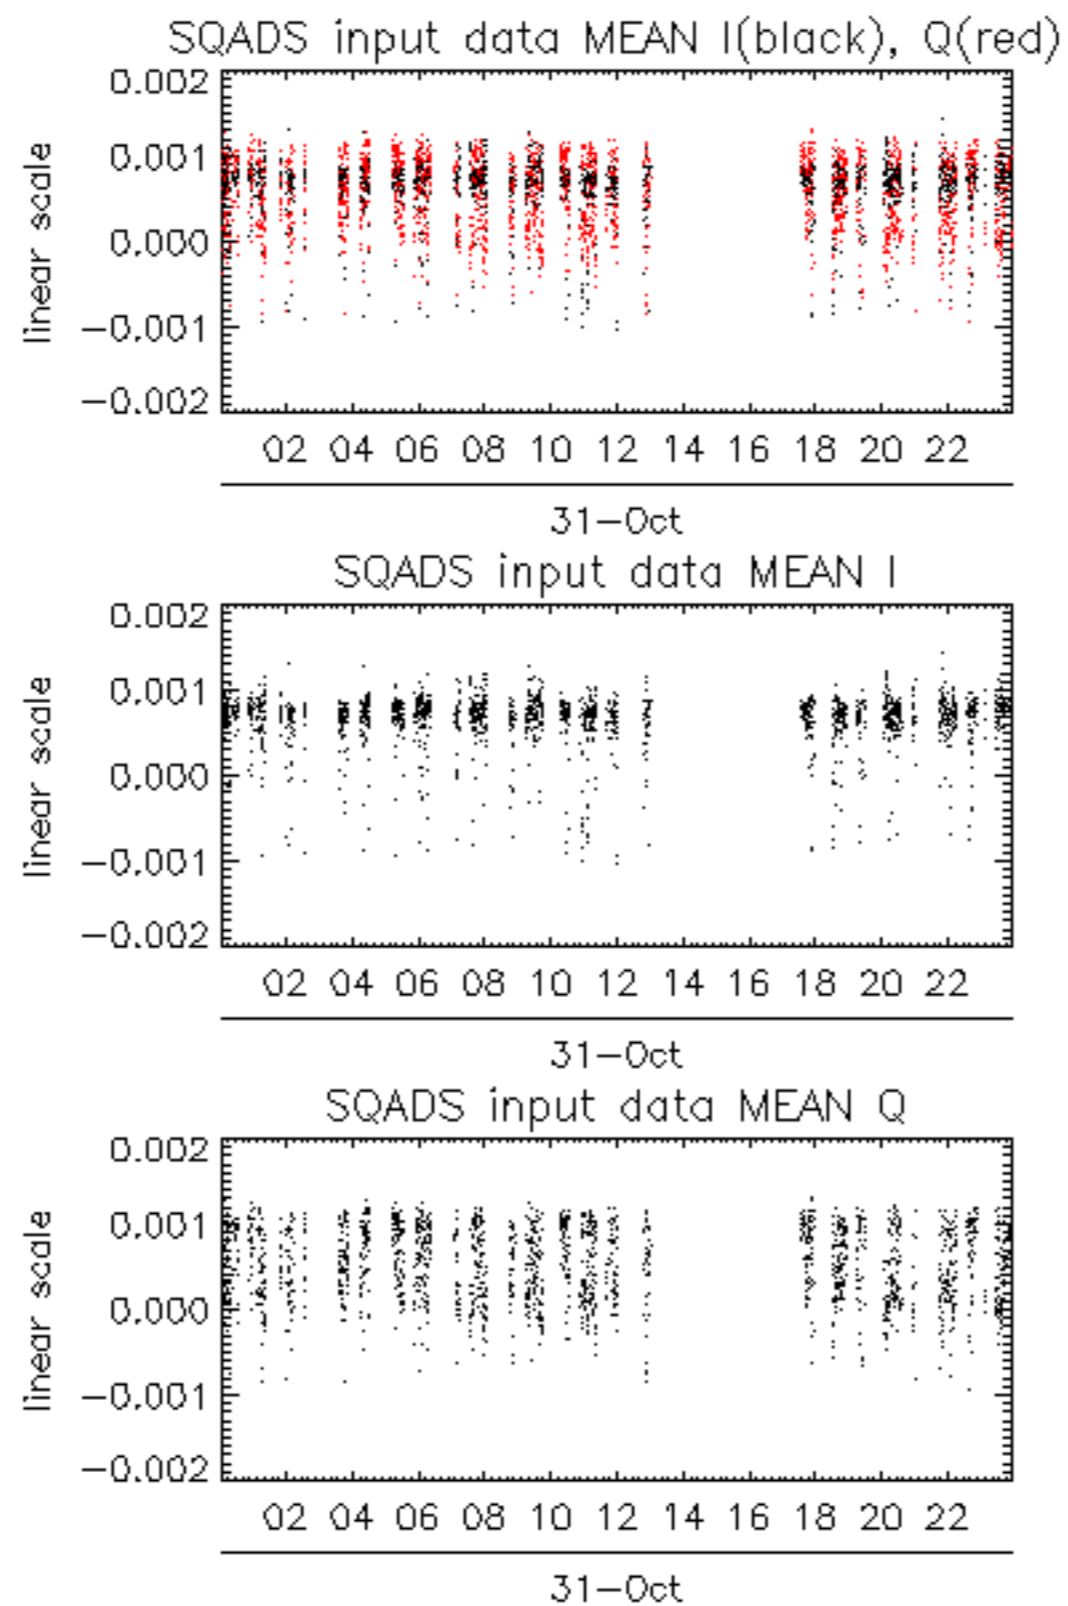 SQADS input data MEAN I(black), Q(red)
0.002
0.001
0.000
−0.001
−0.002
linear scale
02 04 06 08 10 12 14 16 18 20 22
31−Oct
SQADS input data MEAN I
0.002
0.001
0.000
−0.001
−0.002
linear scale
02 04 06 08 10 12 14 16 18 20 22
31−Oct
SQADS input data MEAN Q
0.002
0.001
0.000
−0.001
−0.002
linear scale
02 04 06 08 10 12 14 16 18 20 22
31−Oct